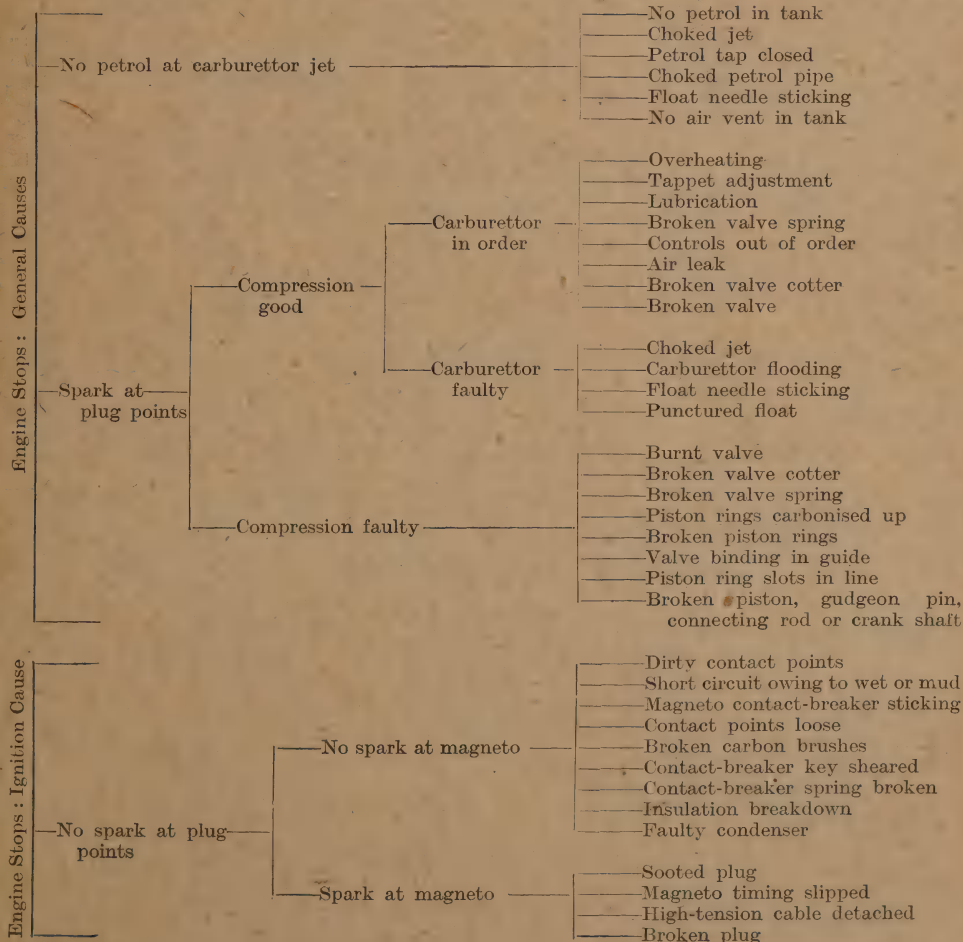 Engine Stops : General Causes
No petrol at carburettor jet
No petrol in tank
Choked jet
Petrol tap closed
Choked petrol pipe
Float needle sticking
No air vent in tank
Spark at
plug points
Compression
good
Carburettor
in order
Overheating
Tappet adjustment
Lubrication
Broken valve spring
Controls out of order
Air leak
Broken valve cotter
Broken valve
Carburettor
faulty
Choked jet
Carburettor flooding
Float needle sticking
Punctured float
Compression faulty
Burnt valve
Broken valve cotter
Broken valve spring
Piston rings carbonised up
Broken piston rings
Valve binding in guide
Piston ring slots in line
Broken piston, gudgeon pin,
connecting rod or crank shaft
Engine Stops : Ignition Cause
No spark at plug
points
No spark at magneto
Dirty contact points
Short circuit owing to wet or mud
Magneto contact-breaker sticking
Contact points loose
Broken carbon brushes
Contact-breaker key sheared
Contact-breaker spring broken
Insulation breakdown
Faulty condenser
Spark at magneto
Sooted plug
Magneto timing slipped
High-tension cable detached
Broken plug